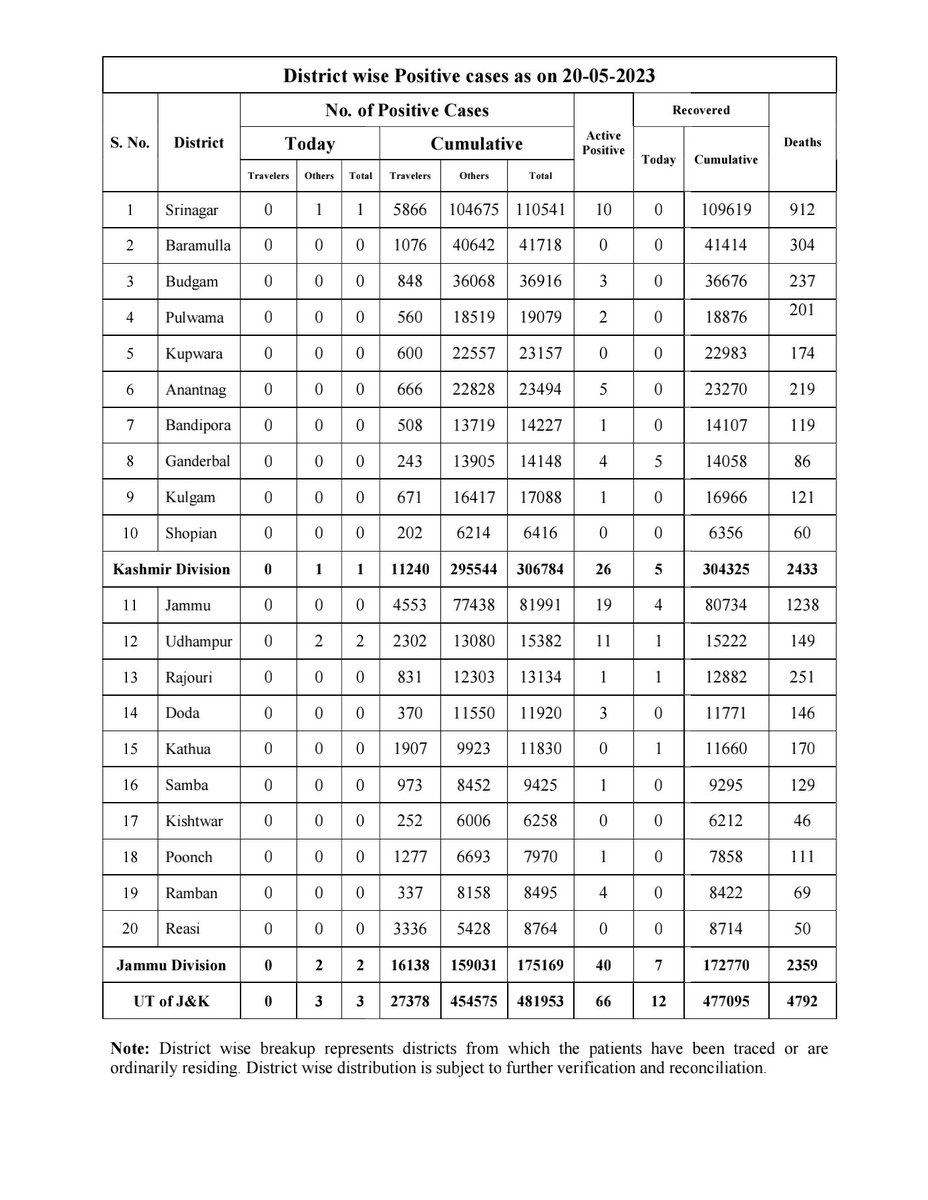 District wise Positive cases as on 20-05-2023
S. No. District No. of Positive Cases Active Positive Recovered Deaths
Today Cumulative Today Cumulative
Travelers Others Total Travelers Others Total
1 Srinagar 0 1 1 5866 104675 110541 10 0 109619 912
2 Baramulla 0 0 0 1076 40642 41718 0 0 41414 304
3 Budgam 0 0 0 848 36068 36916 3 0 36676 237
4 Pulwama 0 0 0 560 18519 19079 2 0 18876 201
5 Kupwara 0 0 0 600 22557 23157 0 0 22983 174
6 Anantnag 0 0 0 666 22828 23494 5 0 23270 219
7 Bandipora 0 0 0 508 13719 14227 1 0 14107 119
8 Ganderbal 0 0 0 243 13905 14148 4 5 14058 86
9 Kulgam 0 0 0 671 16417 17088 1 0 16966 121
10 Shopian 0 0 0 202 6214 6416 0 0 6356 60
Kashmir Division 0 1 1 11240 295544 306784 26 5 304325 2433
11 Jammu 0 0 0 4553 77438 81991 19 4 80734 1238
12 Udhampur 0 2 2 2302 13080 15382 11 1 15222 149
13 Rajouri 0 0 0 831 12303 13134 1 1 12882 251
14 Doda 0 0 0 370 11550 11920 3 0 11771 146
15 Kathua 0 0 0 1907 9923 11830 0 1 11660 170
16 Samba 0 0 0 973 8452 9425 1 0 9295 129
17 Kishtwar 0 0 0 252 6006 6258 0 0 6212 46
18 Poonch 0 0 0 1277 6693 7970 1 0 7858 111
19 Ramban 0 0 0 337 8158 8495 4 0 8422 69
20 Reasi 0 0 0 3336 5428 8764 0 0 8714 50
Jammu Division 0 2 2 16138 159031 175169 40 7 172770 2359
UT of J&K 0 3 3 27378 454575 481953 66 12 477095 4792
Note: District wise breakup represents districts from which the patients have been traced or are
ordinarily residing. District wise distribution is subject to further verification and reconciliation.